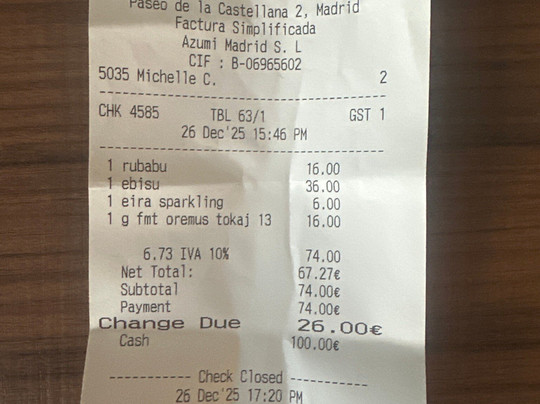 Paseo de la Castellana 2, Madrid
Factura Simplificada
Azumi Madrid S. L
CIF : B-06965602
5035 Michelle C. 2
CHK 4585 TBL 63/1 GST 1
26 Dec'25 15:46 PM
1 rubabu 16.00
1 ebisu 36.00
1 eira sparkling 6.00
1 g fmt oremus tokaj 13 16.00
6.73 IVA 10% 74.00
Net Total: 67.27€
Subtotal 74.00€
Payment 74.00€
Change Due 26.00€
Cash 100.00€
----------- Check Closed -----------
26 Dec'25 17:20 PM